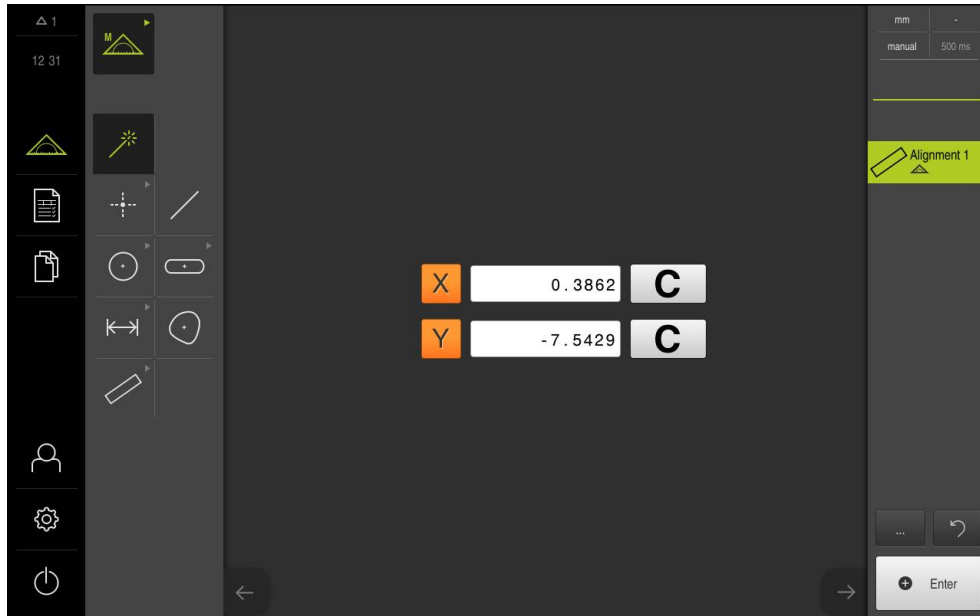 1
12 31
M
mm -
manual 500 ms
Alignment 1
X 0.3862 C
Y -7.5429 C
...
Enter